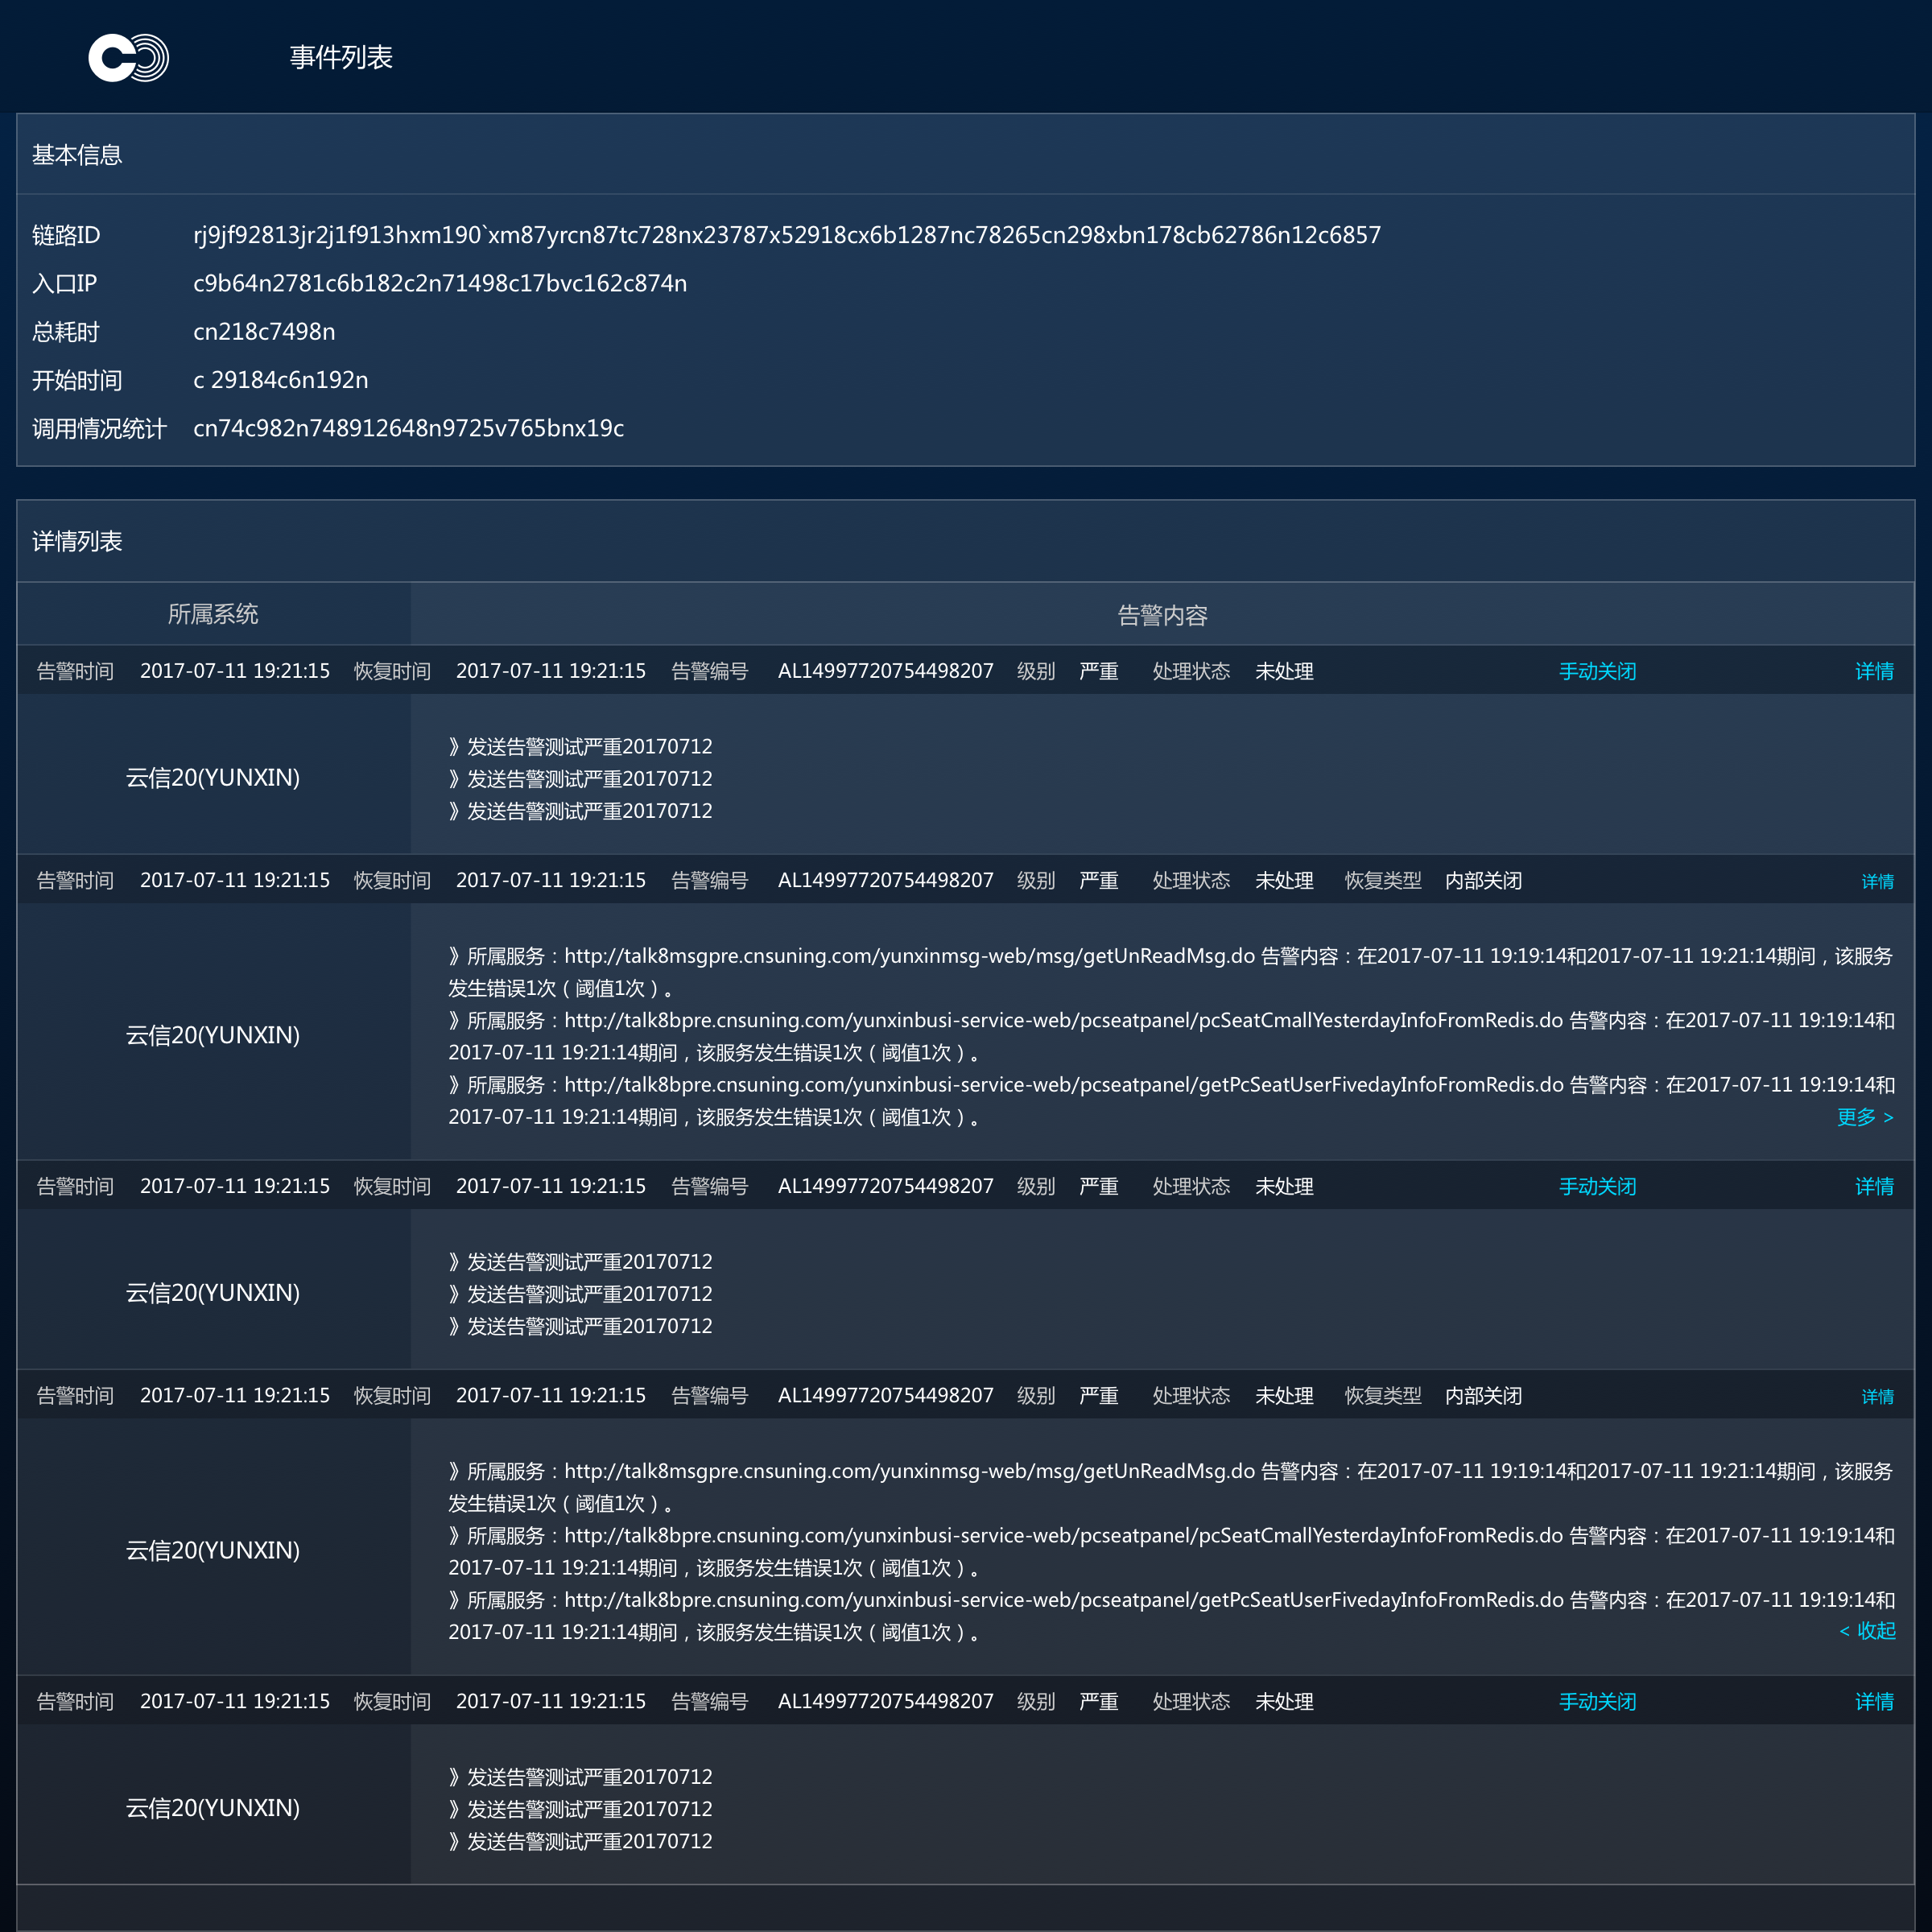 事件列表
基本信息
链路ID rj9jf92813jr2j1f913hxm190`xm87yrcn87tc728nx23787x52918cx6b1287nc78265cn298xbn178cb62786n12c6857
入口IP c9b64n2781c6b182c2n71498c17bvc162c874n
总耗时 cn218c7498n
开始时间 c 29184c6n192n
调用情况统计 cn74c982n748912648n9725v765bnx19c
详情列表
所属系统 告警内容
告警时间 2017-07-11 19:21:15 恢复时间 2017-07-11 19:21:15 告警编号 AL14997720754498207 级别 严重 处理状态 未处理 手动关闭 详情
云信20(YUNXIN)
》发送告警测试严重20170712
》发送告警测试严重20170712
》发送告警测试严重20170712
告警时间 2017-07-11 19:21:15 恢复时间 2017-07-11 19:21:15 告警编号 AL14997720754498207 级别 严重 处理状态 未处理 恢复类型 内部关闭 详情
云信20(YUNXIN)
》所属服务：http://talk8msgpre.cnsuning.com/yunxinmsg-web/msg/getUnReadMsg.do 告警内容：在2017-07-11 19:19:14和2017-07-11 19:21:14期间，该服务
发生错误1次（阈值1次）。
》所属服务：http://talk8bpre.cnsuning.com/yunxinbusi-service-web/pcseatpanel/pcSeatCmallYesterdayInfoFromRedis.do 告警内容：在2017-07-11 19:19:14和
2017-07-11 19:21:14期间，该服务发生错误1次（阈值1次）。
》所属服务：http://talk8bpre.cnsuning.com/yunxinbusi-service-web/pcseatpanel/getPcSeatUserFivedayInfoFromRedis.do 告警内容：在2017-07-11 19:19:14和
2017-07-11 19:21:14期间，该服务发生错误1次（阈值1次）。 更多 >
告警时间 2017-07-11 19:21:15 恢复时间 2017-07-11 19:21:15 告警编号 AL14997720754498207 级别 严重 处理状态 未处理 手动关闭 详情
云信20(YUNXIN)
》发送告警测试严重20170712
》发送告警测试严重20170712
》发送告警测试严重20170712
告警时间 2017-07-11 19:21:15 恢复时间 2017-07-11 19:21:15 告警编号 AL14997720754498207 级别 严重 处理状态 未处理 恢复类型 内部关闭 详情
云信20(YUNXIN)
》所属服务：http://talk8msgpre.cnsuning.com/yunxinmsg-web/msg/getUnReadMsg.do 告警内容：在2017-07-11 19:19:14和2017-07-11 19:21:14期间，该服务
发生错误1次（阈值1次）。
》所属服务：http://talk8bpre.cnsuning.com/yunxinbusi-service-web/pcseatpanel/pcSeatCmallYesterdayInfoFromRedis.do 告警内容：在2017-07-11 19:19:14和
2017-07-11 19:21:14期间，该服务发生错误1次（阈值1次）。
》所属服务：http://talk8bpre.cnsuning.com/yunxinbusi-service-web/pcseatpanel/getPcSeatUserFivedayInfoFromRedis.do 告警内容：在2017-07-11 19:19:14和
2017-07-11 19:21:14期间，该服务发生错误1次（阈值1次）。 < 收起
告警时间 2017-07-11 19:21:15 恢复时间 2017-07-11 19:21:15 告警编号 AL14997720754498207 级别 严重 处理状态 未处理 手动关闭 详情
云信20(YUNXIN)
》发送告警测试严重20170712
》发送告警测试严重20170712
》发送告警测试严重20170712